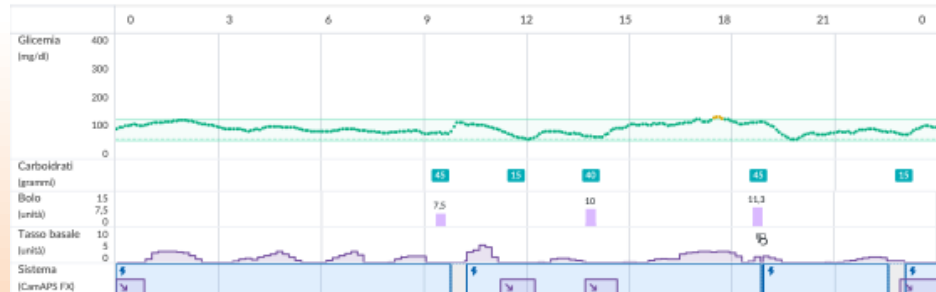 0 3 6 9 12 15 18 21 0
Glicemia 400
(mg/dl)
300
200
100
0
Carboidrati
(grammi) 45 15 40 45 15
Bolo 15 7,5 10 11,3
(unità) 7,5
0
Tasso basale 10
(unità) 5
0
Sistema
(CamAPS FX)